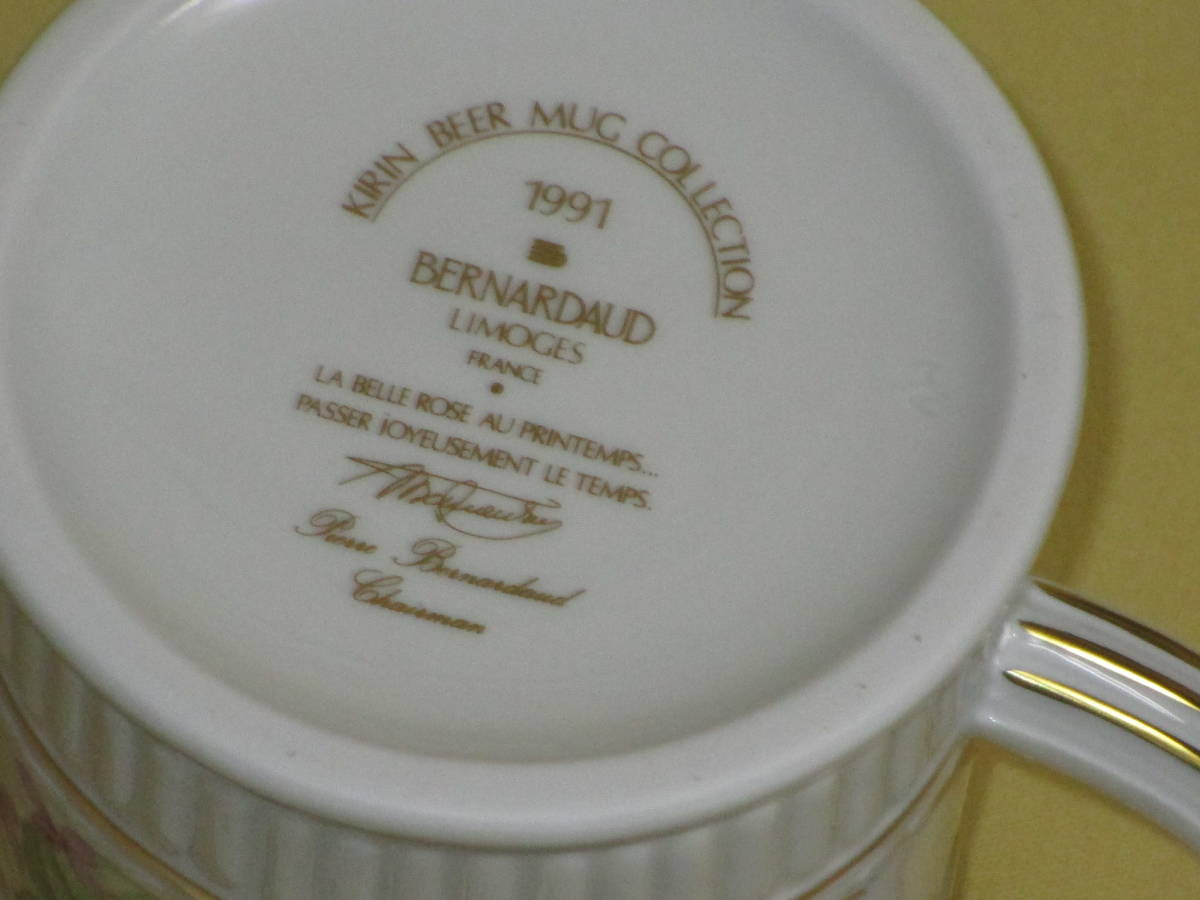 KIRIN BEER MUG COLLECTION
1991
BERNARDAUD
LIMOGES
FRANCE
LA BELLE ROSE AU PRINTEMPS...
PASSER JOYEUSEMENT LE TEMPS.
Pierre Bernardaud
Chairman